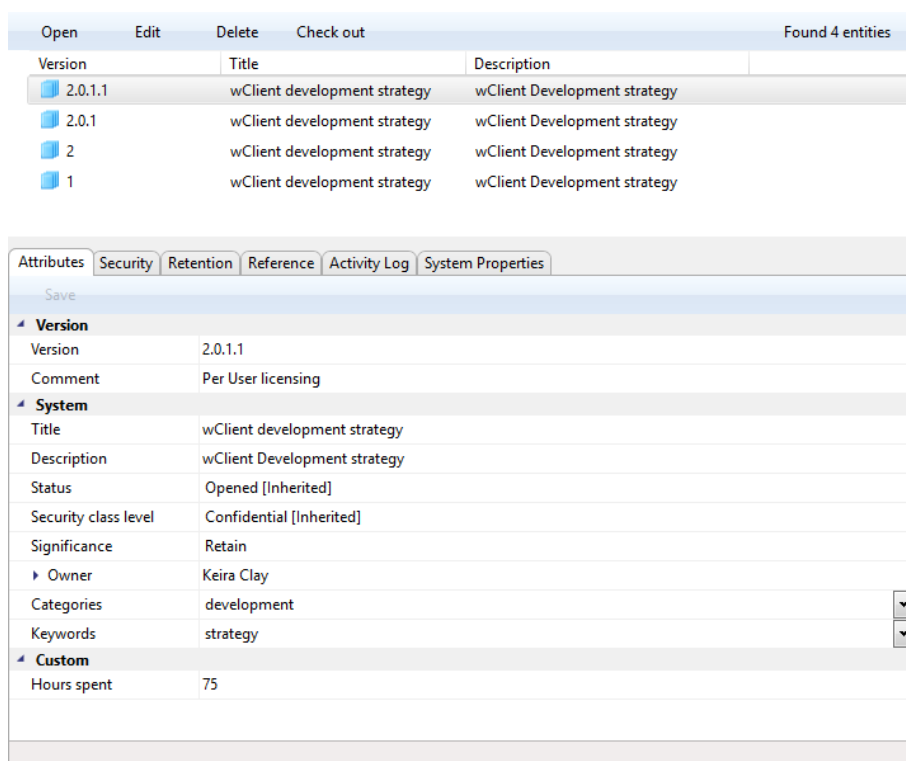 Open Edit Delete Check out Found 4 entities
Version Title Description
2.0.1.1 wClient development strategy wClient Development strategy
2.0.1 wClient development strategy wClient Development strategy
2 wClient development strategy wClient Development strategy
1 wClient development strategy wClient Development strategy
Attributes Security Retention Reference Activity Log System Properties
Save
Version
Version 2.0.1.1
Comment Per User licensing
System
Title wClient development strategy
Description wClient Development strategy
Status Opened [Inherited]
Security class level Confidential [Inherited]
Significance Retain
Owner Keira Clay
Categories development
Keywords strategy
Custom
Hours spent 75